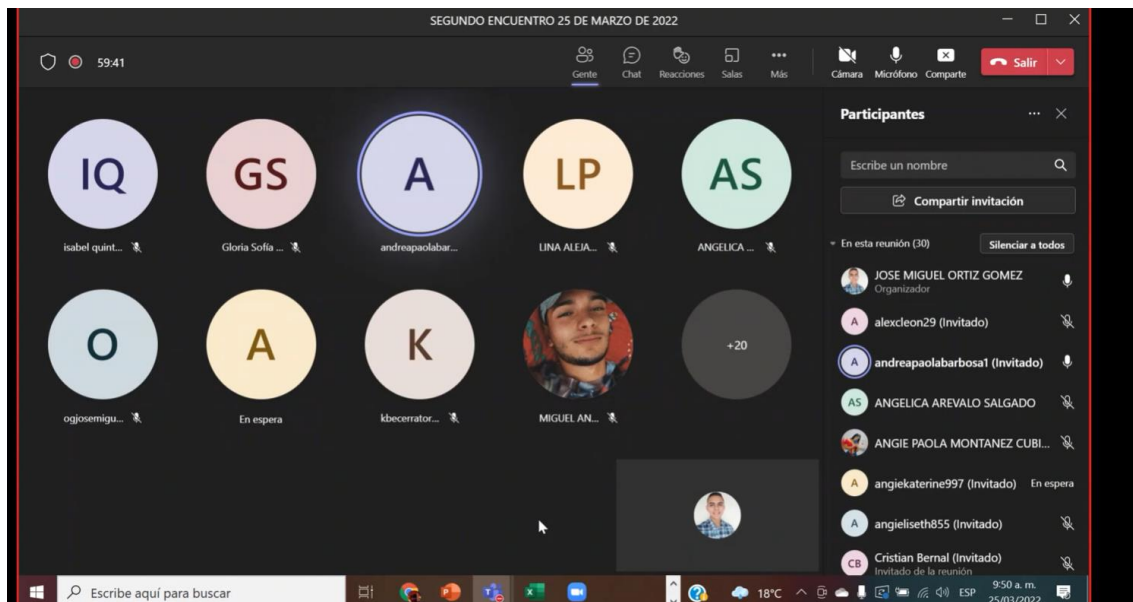 SEGUNDO ENCUENTRO 25 DE MARZO DE 2022
59:41
Gente Chat Reacciones Salas Más Cámara Micrófono Comparte Salir
IQ GS A LP AS
isabel quint... Gloria Sofía ... andreapaolabar... LINA ALEJA... ANGELICA ...
O A K +20
ogjosemigu... En espera kbecerrator... MIGUEL AN...
Participantes
Escribe un nombre
Compartir invitación
En esta reunión (30) Silenciar a todos
JOSE MIGUEL ORTIZ GOMEZ
Organizador
A alexcleon29 (Invitado)
A andreapaolabarbosa1 (Invitado)
AS ANGELICA AREVALO SALGADO
ANGIE PAOLA MONTANEZ CUBI...
A angiekaterine997 (Invitado) En espera
A angieliseth855 (Invitado)
CB Cristian Bernal (Invitado)
Invitado de la reunión
Escribe aquí para buscar
18°C ESP 9:50 a. m.
25/03/2022